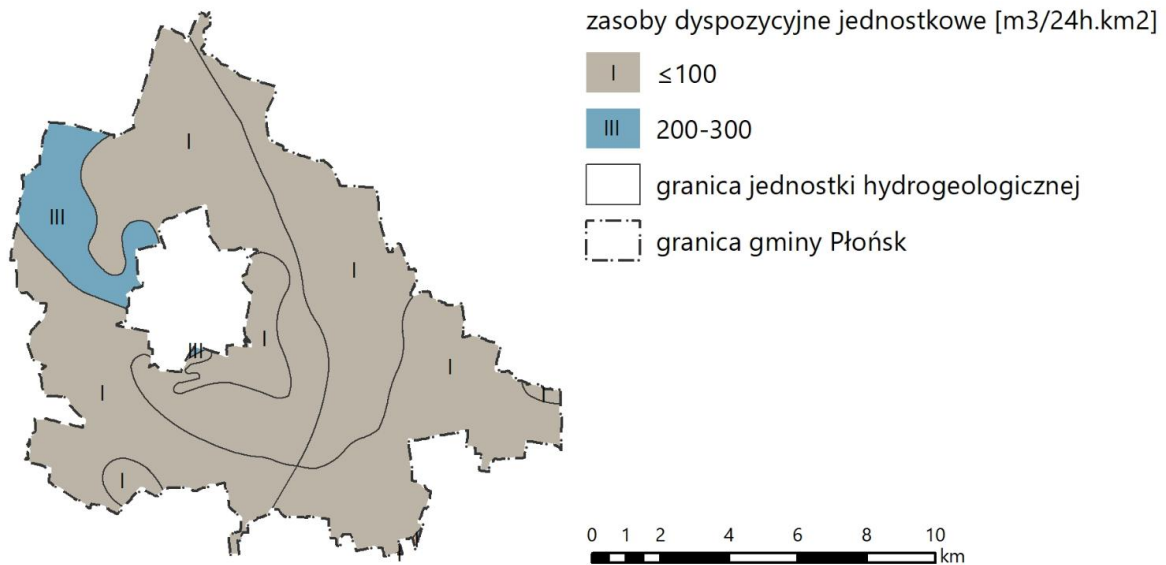 zasoby dyspozycyjne jednostkowe [m3/24h.km2]
I ≤100
III 200-300
granica jednostki hydrogeologicznej
granica gminy Płońsk
I
III
I
I
III
I
I
I
I
I
I
0 1 2 4 6 8 10
km